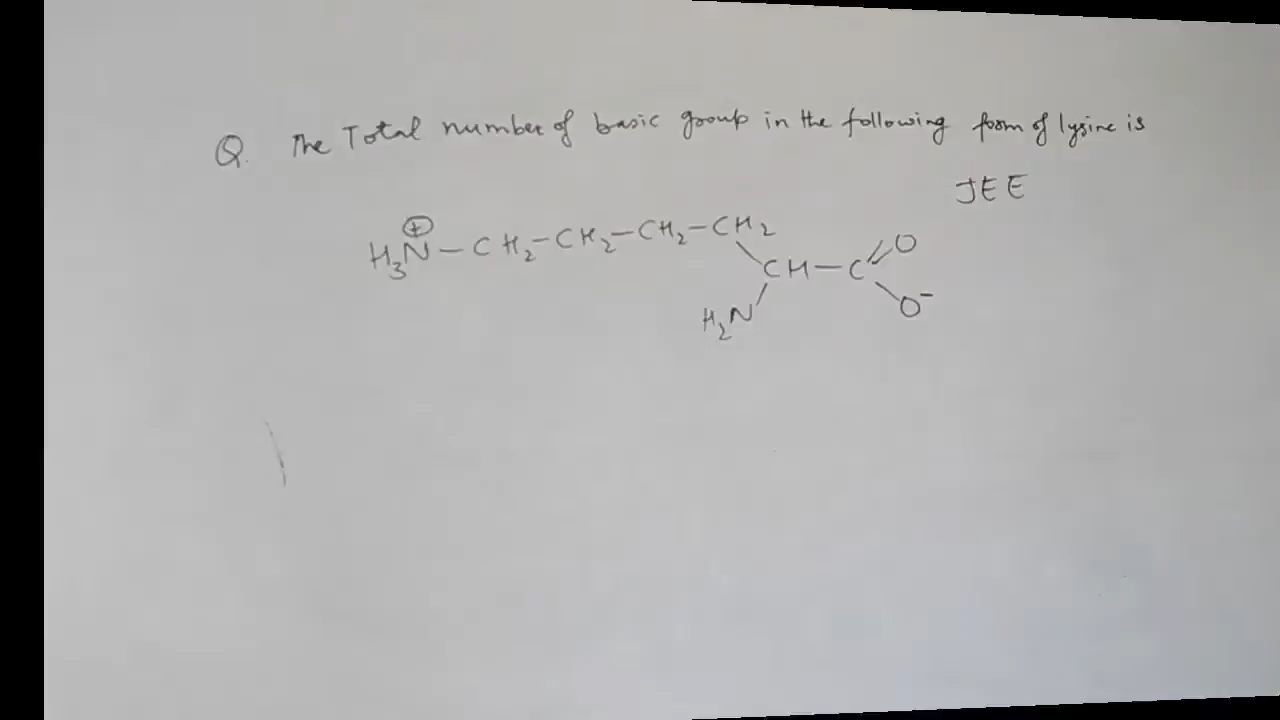 Q. The Total number of basic group in the following form of lysine is
JEE
H₃N⊕–CH₂–CH₂–CH₂–CH₂
CH–C=O
H₂N O⁻